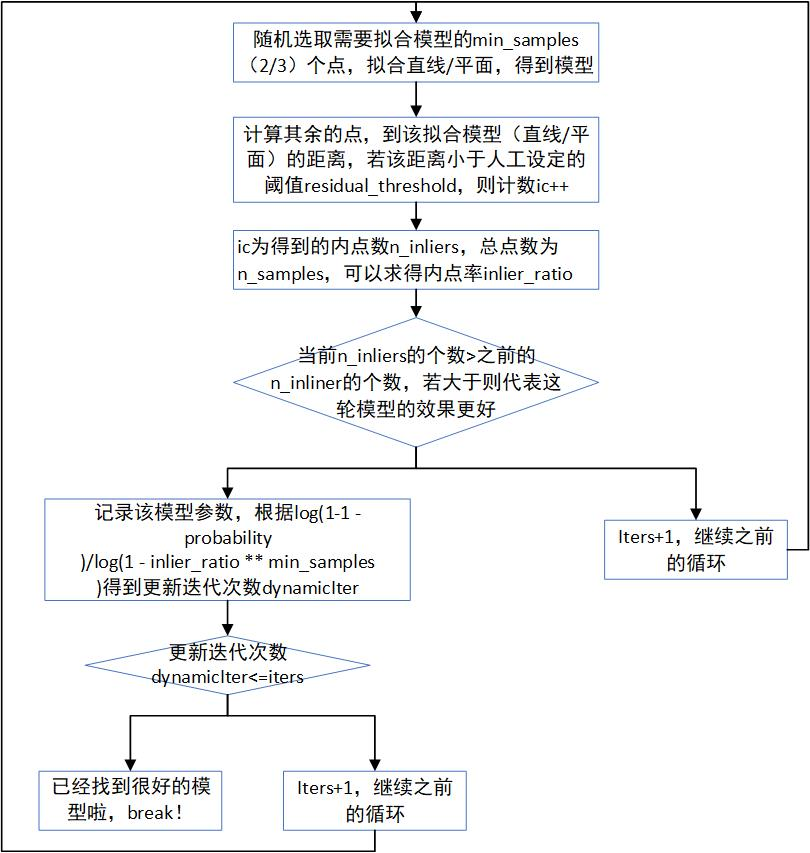 随机选取需要拟合模型的min_samples
（2/3）个点，拟合直线/平面，得到模型
计算其余的点，到该拟合模型（直线/平
面）的距离，若该距离小于人工设定的
阈值residual_threshold，则计数ic++
ic为得到的内点数n_inliers，总点数为
n_samples，可以求得内点率inlier_ratio
当前n_inliers的个数>之前的
n_inliner的个数，若大于则代表这
轮模型的效果更好
记录该模型参数，根据log(1-1 -
probability
)/log(1 - inlier_ratio ** min_samples
)得到更新迭代次数dynamicIter
Iters+1，继续之前
的循环
更新迭代次数
dynamicIter<=iters
已经找到很好的模
型啦，break！
Iters+1，继续之前
的循环